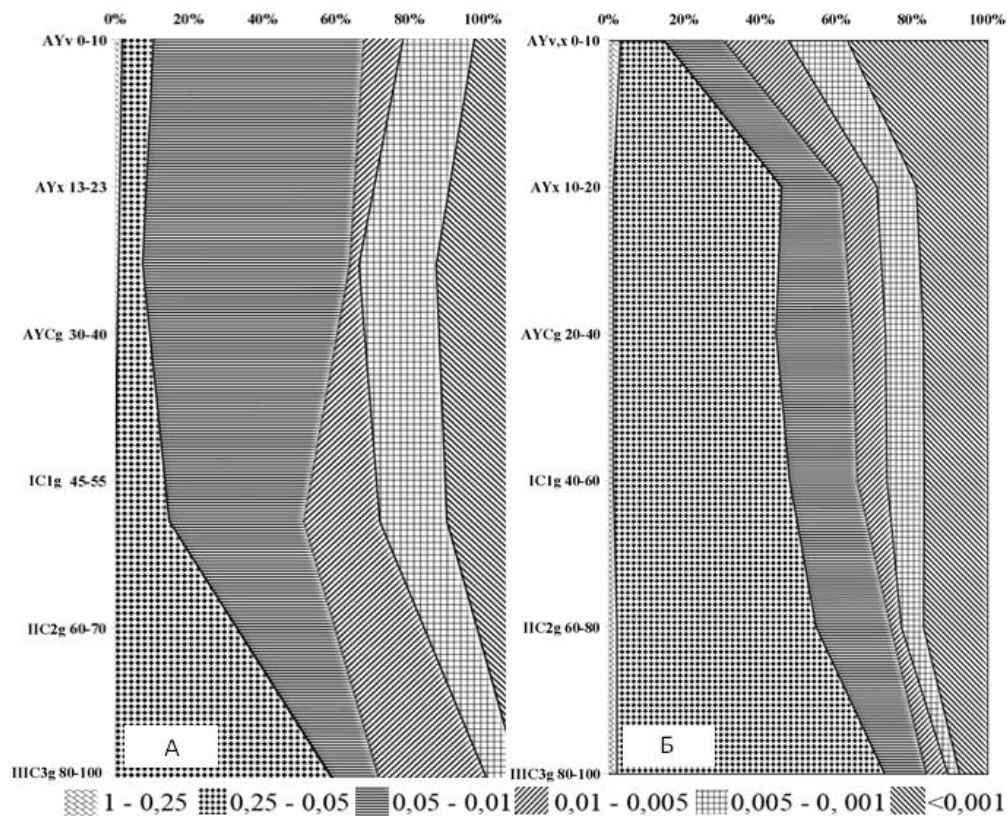 0% 20% 40% 60% 80% 100%
AYv 0-10
AYx 13-23
AYCg 30-40
IC1g 45-55
IIC2g 60-70
IIIC3g 80-100
А
0% 20% 40% 60% 80% 100%
AYv,x 0-10
AYx 10-20
AYCg 20-40
IC1g 40-60
IIC2g 60-80
IIIC3g 80-100
Б
1 - 0,25 0,25 - 0,05 0,05 - 0,01 0,01 - 0,005 0,005 - 0, 001 <0,001